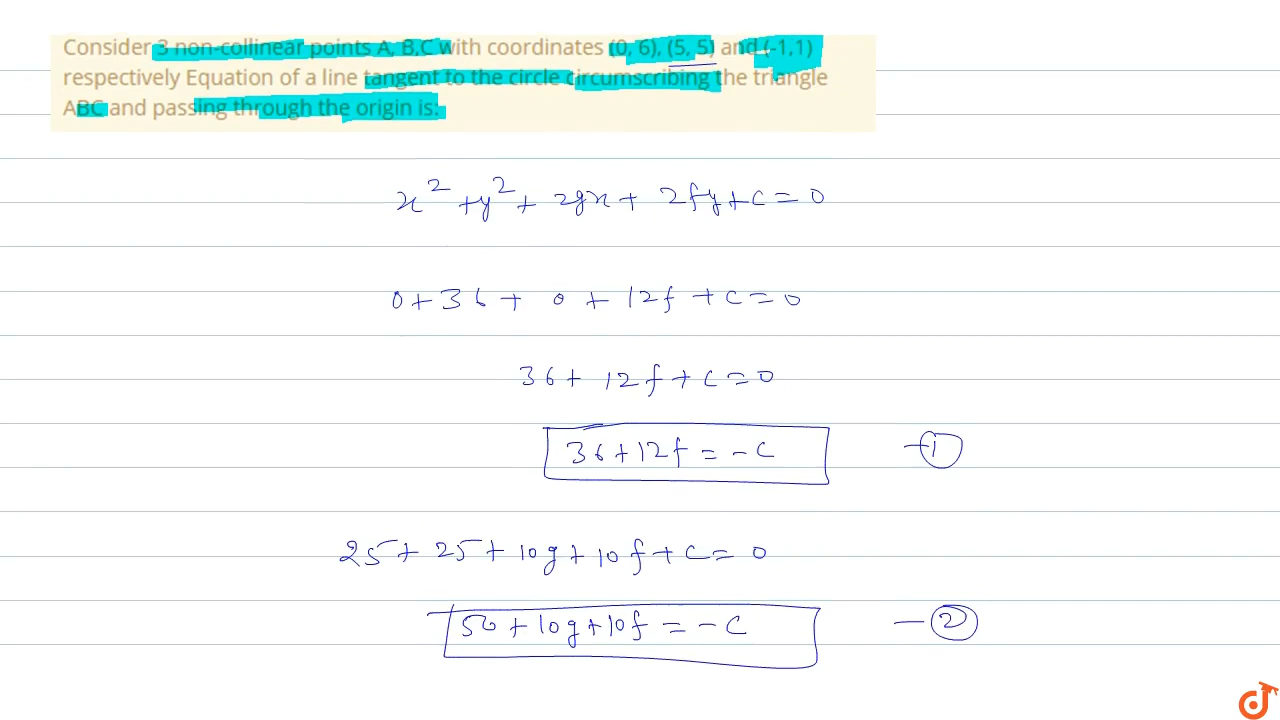 Consider 3 non-collinear points A, B,C with coordinates (0, 6), (5, 5) and (-1,1)
respectively Equation of a line tangent to the circle circumscribing the triangle
ABC and passing through the origin is:
x² + y² + 2gx + 2fy + c = 0
0 + 36 + 0 + 12f + c = 0
36 + 12f + c = 0
36 + 12f = -c —①
25 + 25 + 10g + 10f + c = 0
50 + 10g + 10f = -c —②